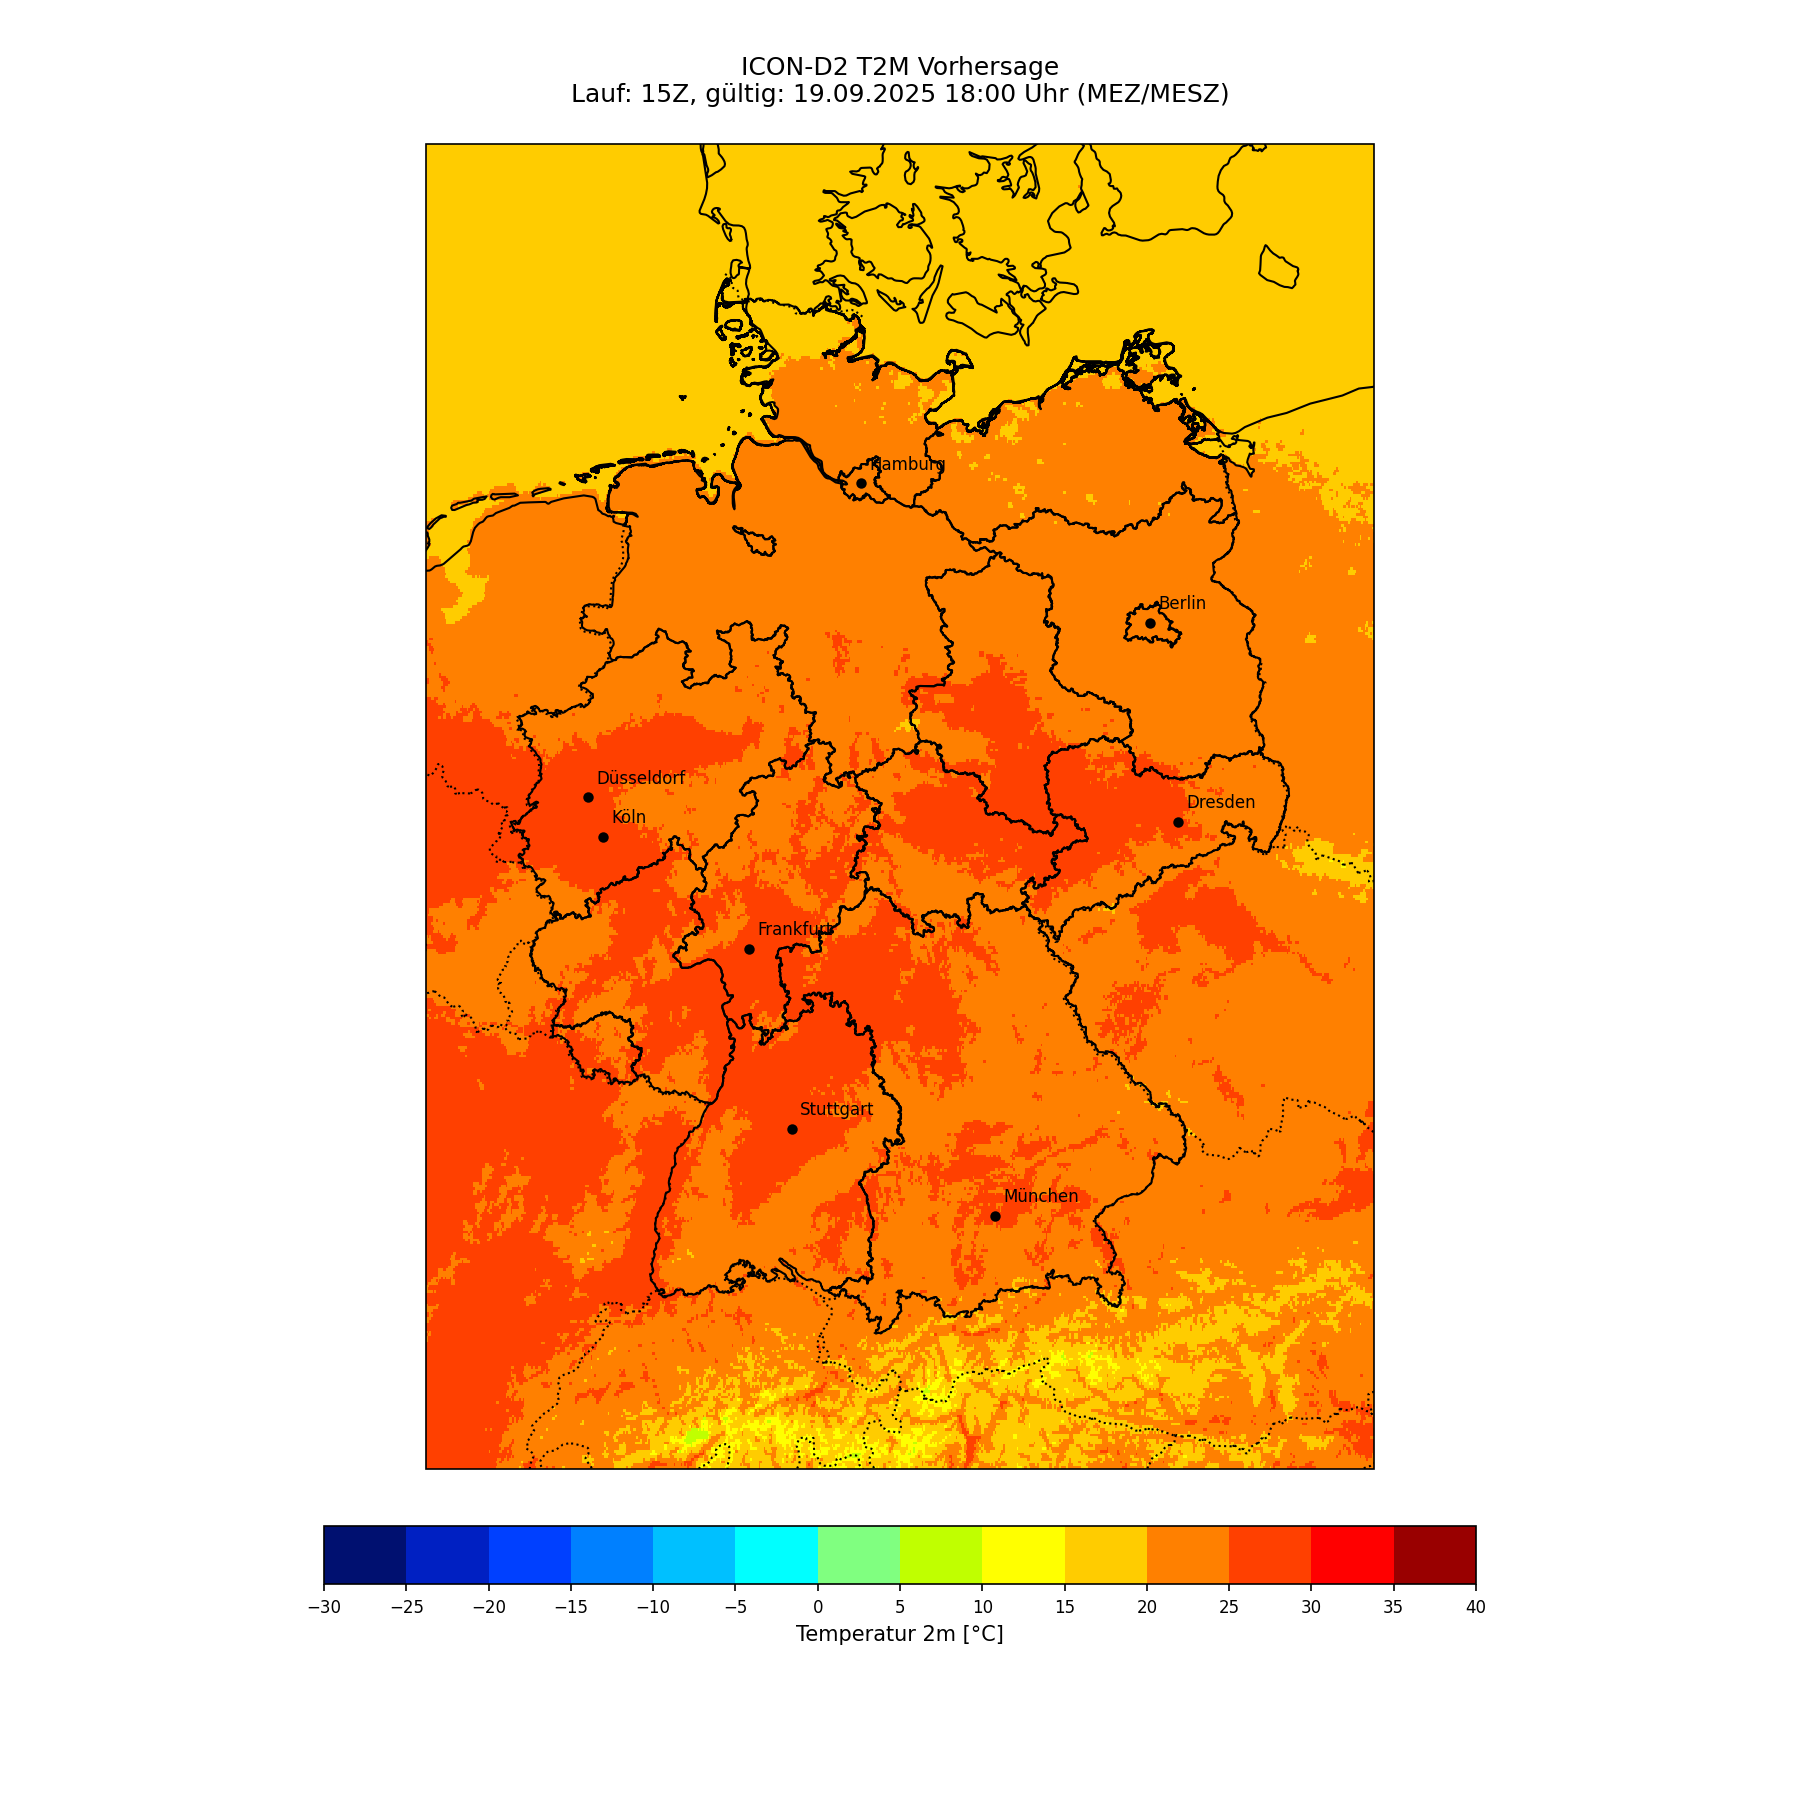 ICON-D2 T2M Vorhersage
Lauf: 15Z, gültig: 19.09.2025 18:00 Uhr (MEZ/MESZ)
Hamburg
Berlin
Düsseldorf
Dresden
Köln
Frankfurt
Stuttgart
München
−30 −25 −20 −15 −10 −5 0 5 10 15 20 25 30 35 40
Temperatur 2m [°C]